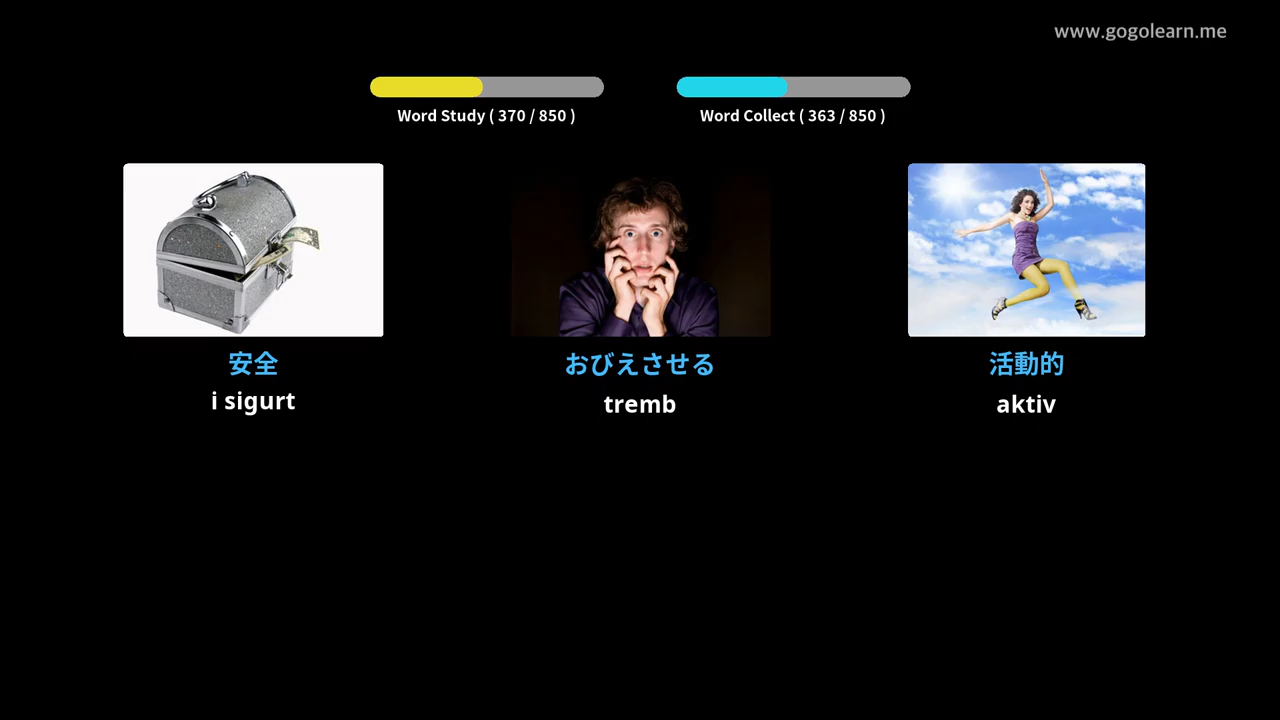 www.gogolearn.me
Word Study ( 370 / 850 )
Word Collect ( 363 / 850 )
安全
i sigurt
おびえさせる
tremb
活動的
aktiv